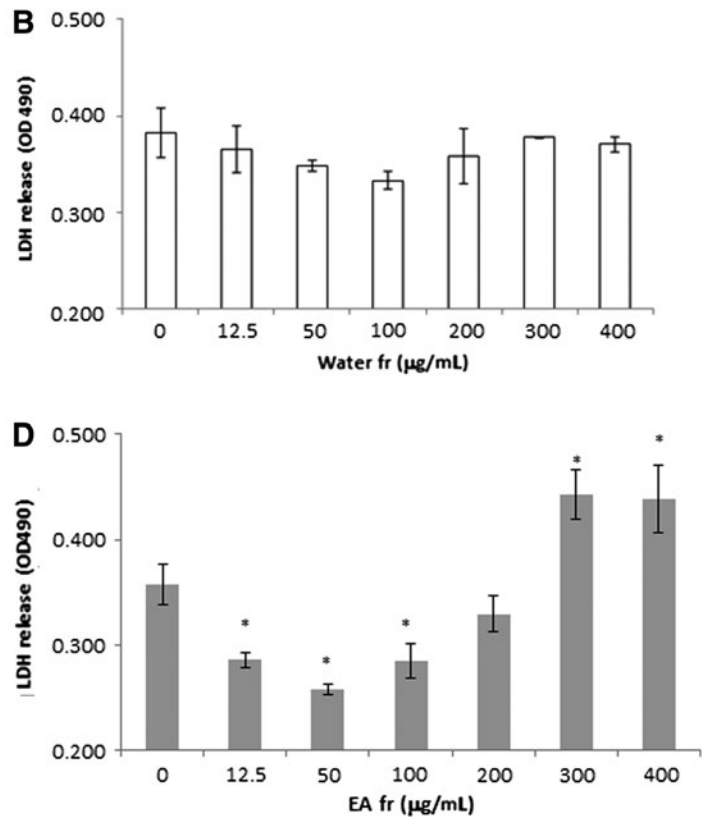 B
LDH release (OD 490)
0.500
0.400
0.300
0.200
0 12.5 50 100 200 300 400
Water fr (µg/mL)
D
LDH release (OD490)
0.500
0.400
0.300
0.200
* * * * *
0 12.5 50 100 200 300 400
EA fr (µg/mL)